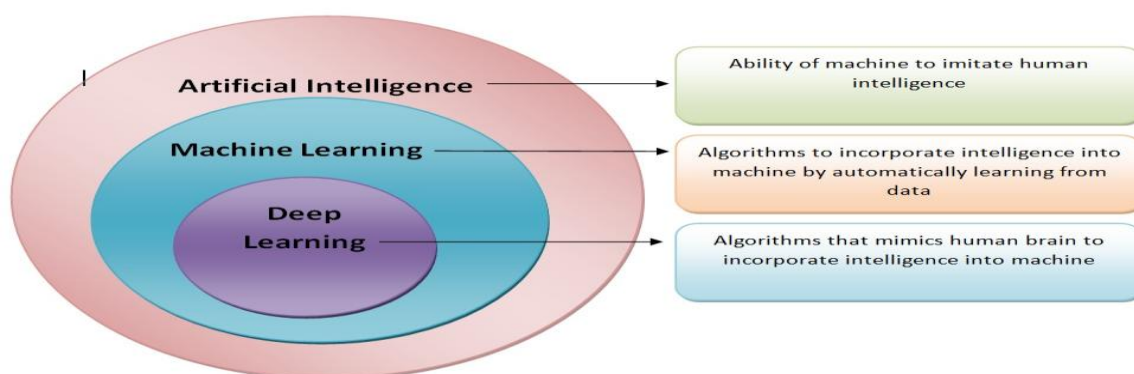 Artificial Intelligence
Ability of machine to imitate human
intelligence
Machine Learning
Algorithms to incorporate intelligence into
machine by automatically learning from
data
Deep
Learning
Algorithms that mimics human brain to
incorporate intelligence into machine